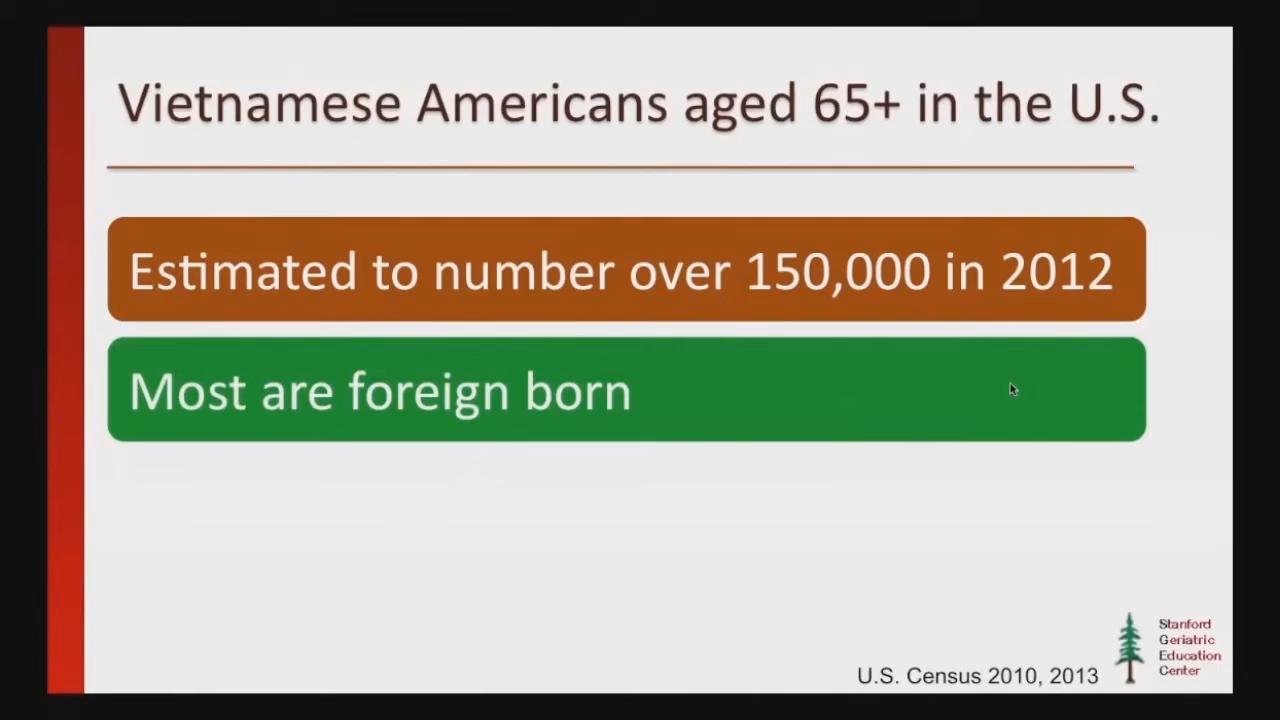 Vietnamese Americans aged 65+ in the U.S.
Estimated to number over 150,000 in 2012
Most are foreign born
U.S. Census 2010, 2013
Stanford
Geriatric
Education
Center